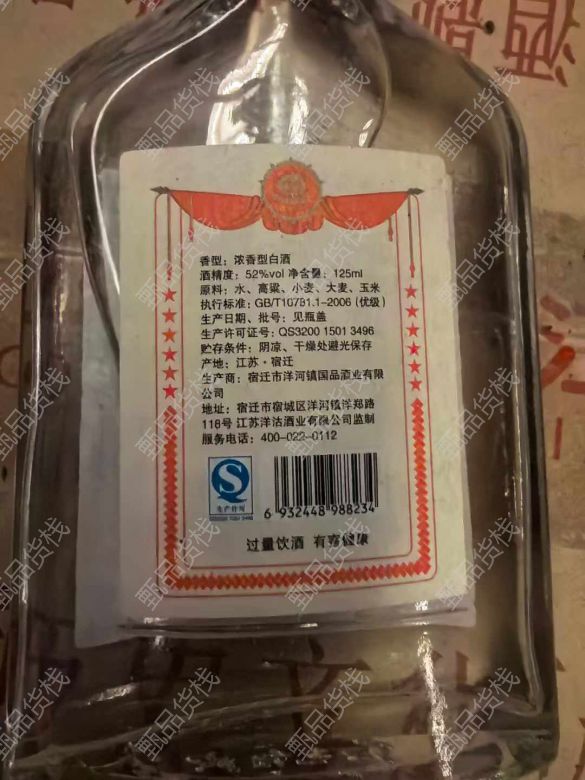 香型：浓香型白酒
酒精度：52%vol 净含量：125ml
原料：水、高粱、小麦、大麦、玉米
执行标准：GB/T10781.1-2006（优级）
生产日期、批号：见瓶盖
生产许可证号：QS3200 1501 3496
贮存条件：阴凉、干燥处避光保存
产地：江苏·宿迁
生产商：宿迁市洋河镇国品酒业有限
公司
地址：宿迁市宿城区洋河镇洋郑路
118号 江苏洋沽酒业有限公司监制
服务电话：400-022-0112
生产许可
6 932448 988234
过量饮酒 有害健康
甄品货栈